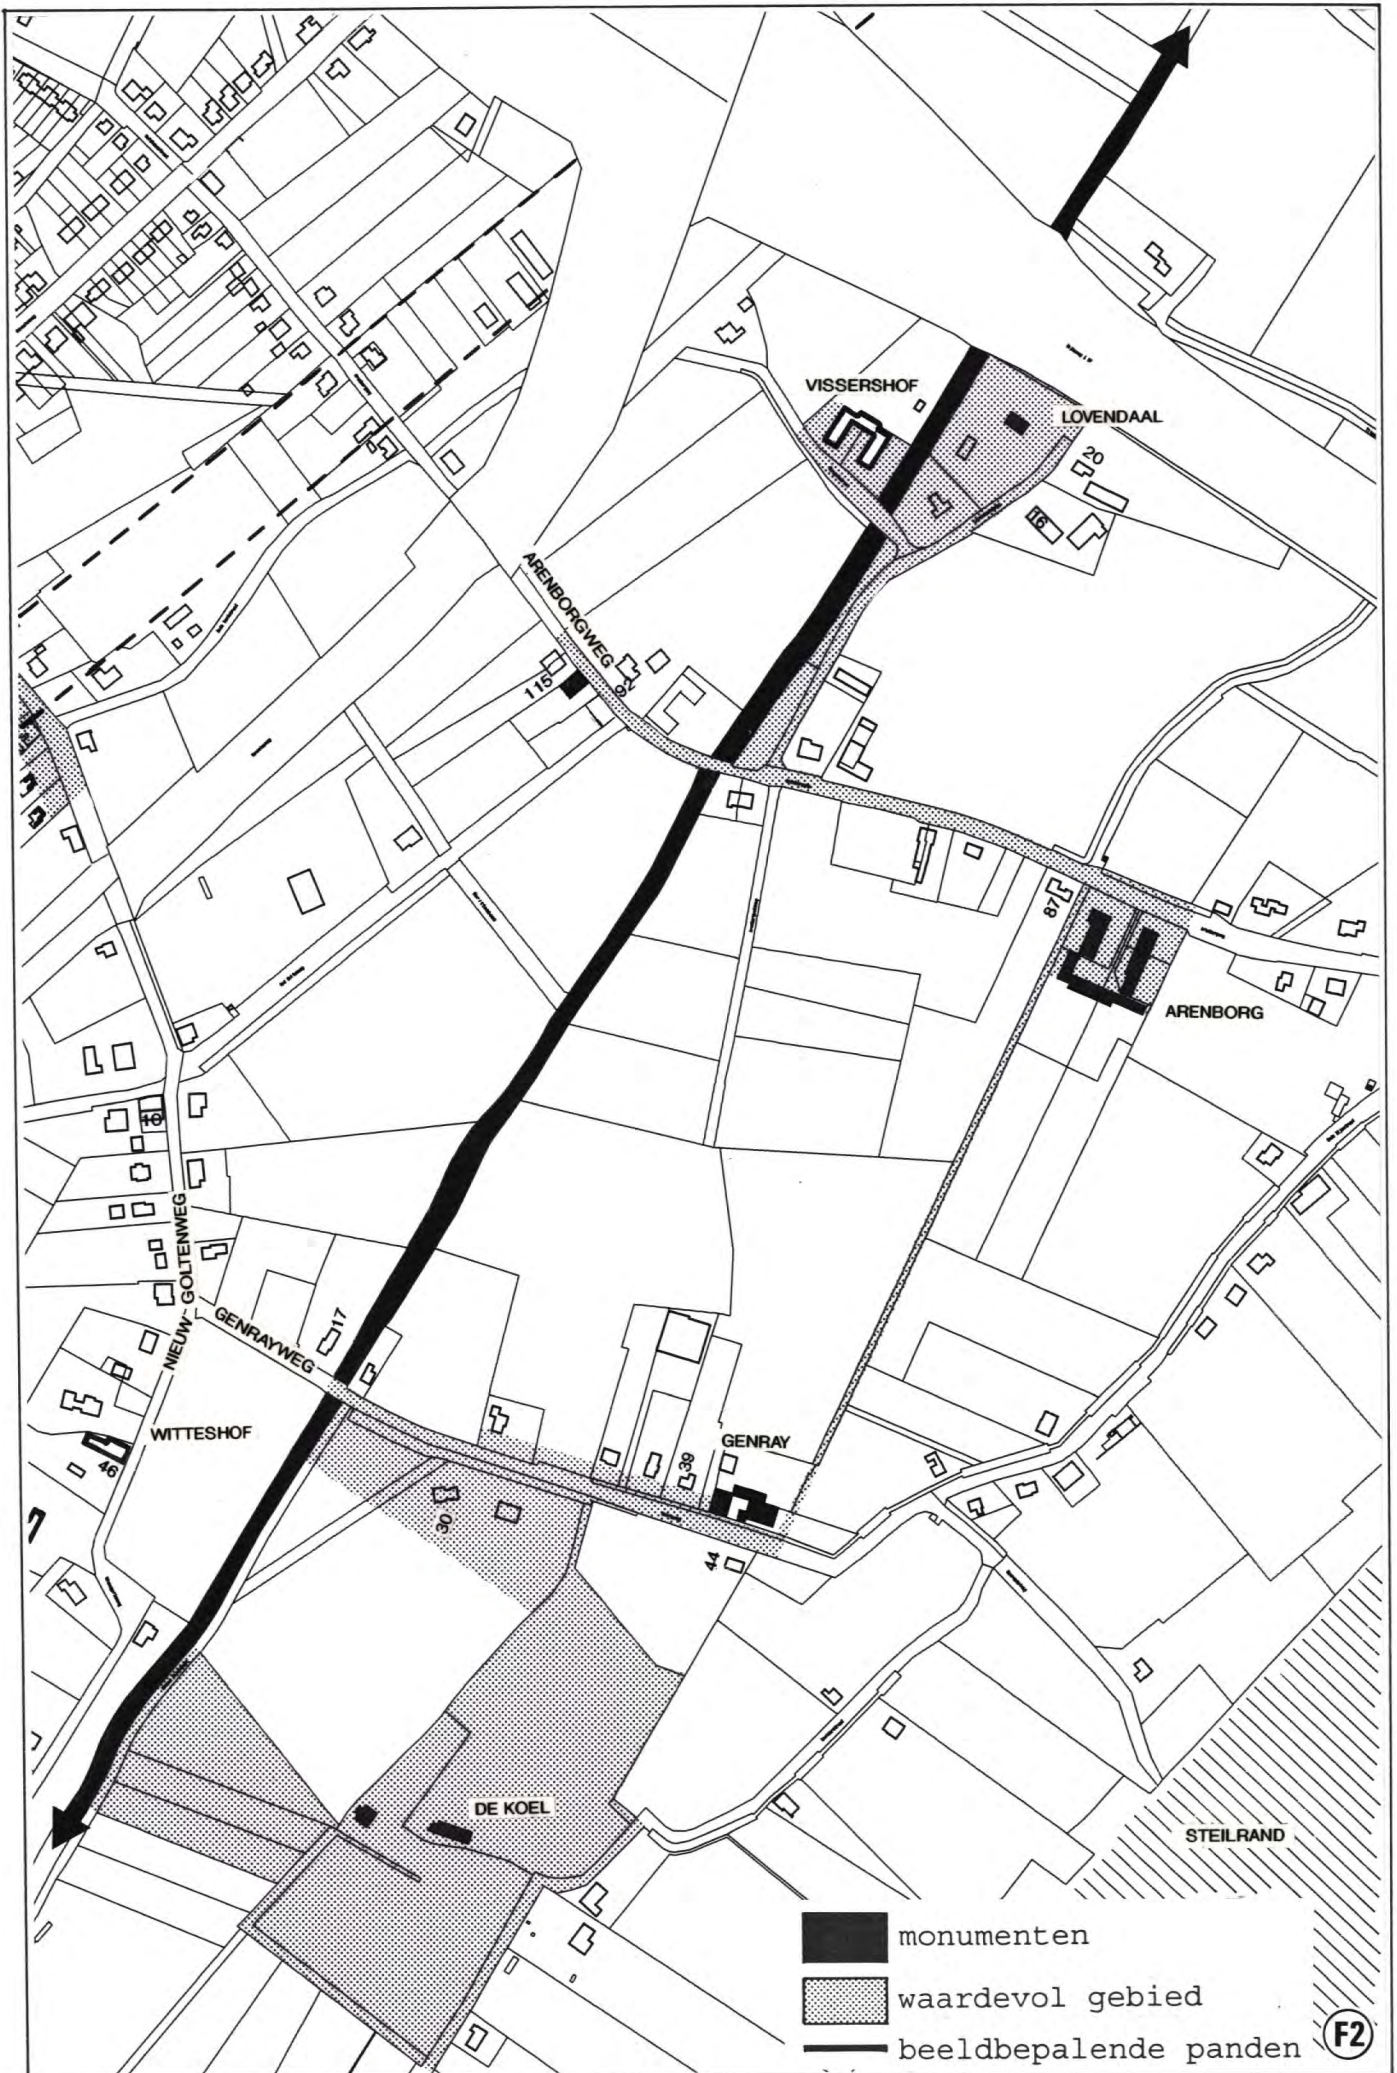 VISSERSHOF
LOVENDAAL
20
16
ARENBORGWEG
115
92
87
ARENBORG
10
NIEUW GOLTENWEG
GENRAYWEG
17
WITTESHOF
46
GENRAY
39
30
44
DE KOEL
STEILRAND
monumenten
waardevol gebied
beeldbepalende panden
F2